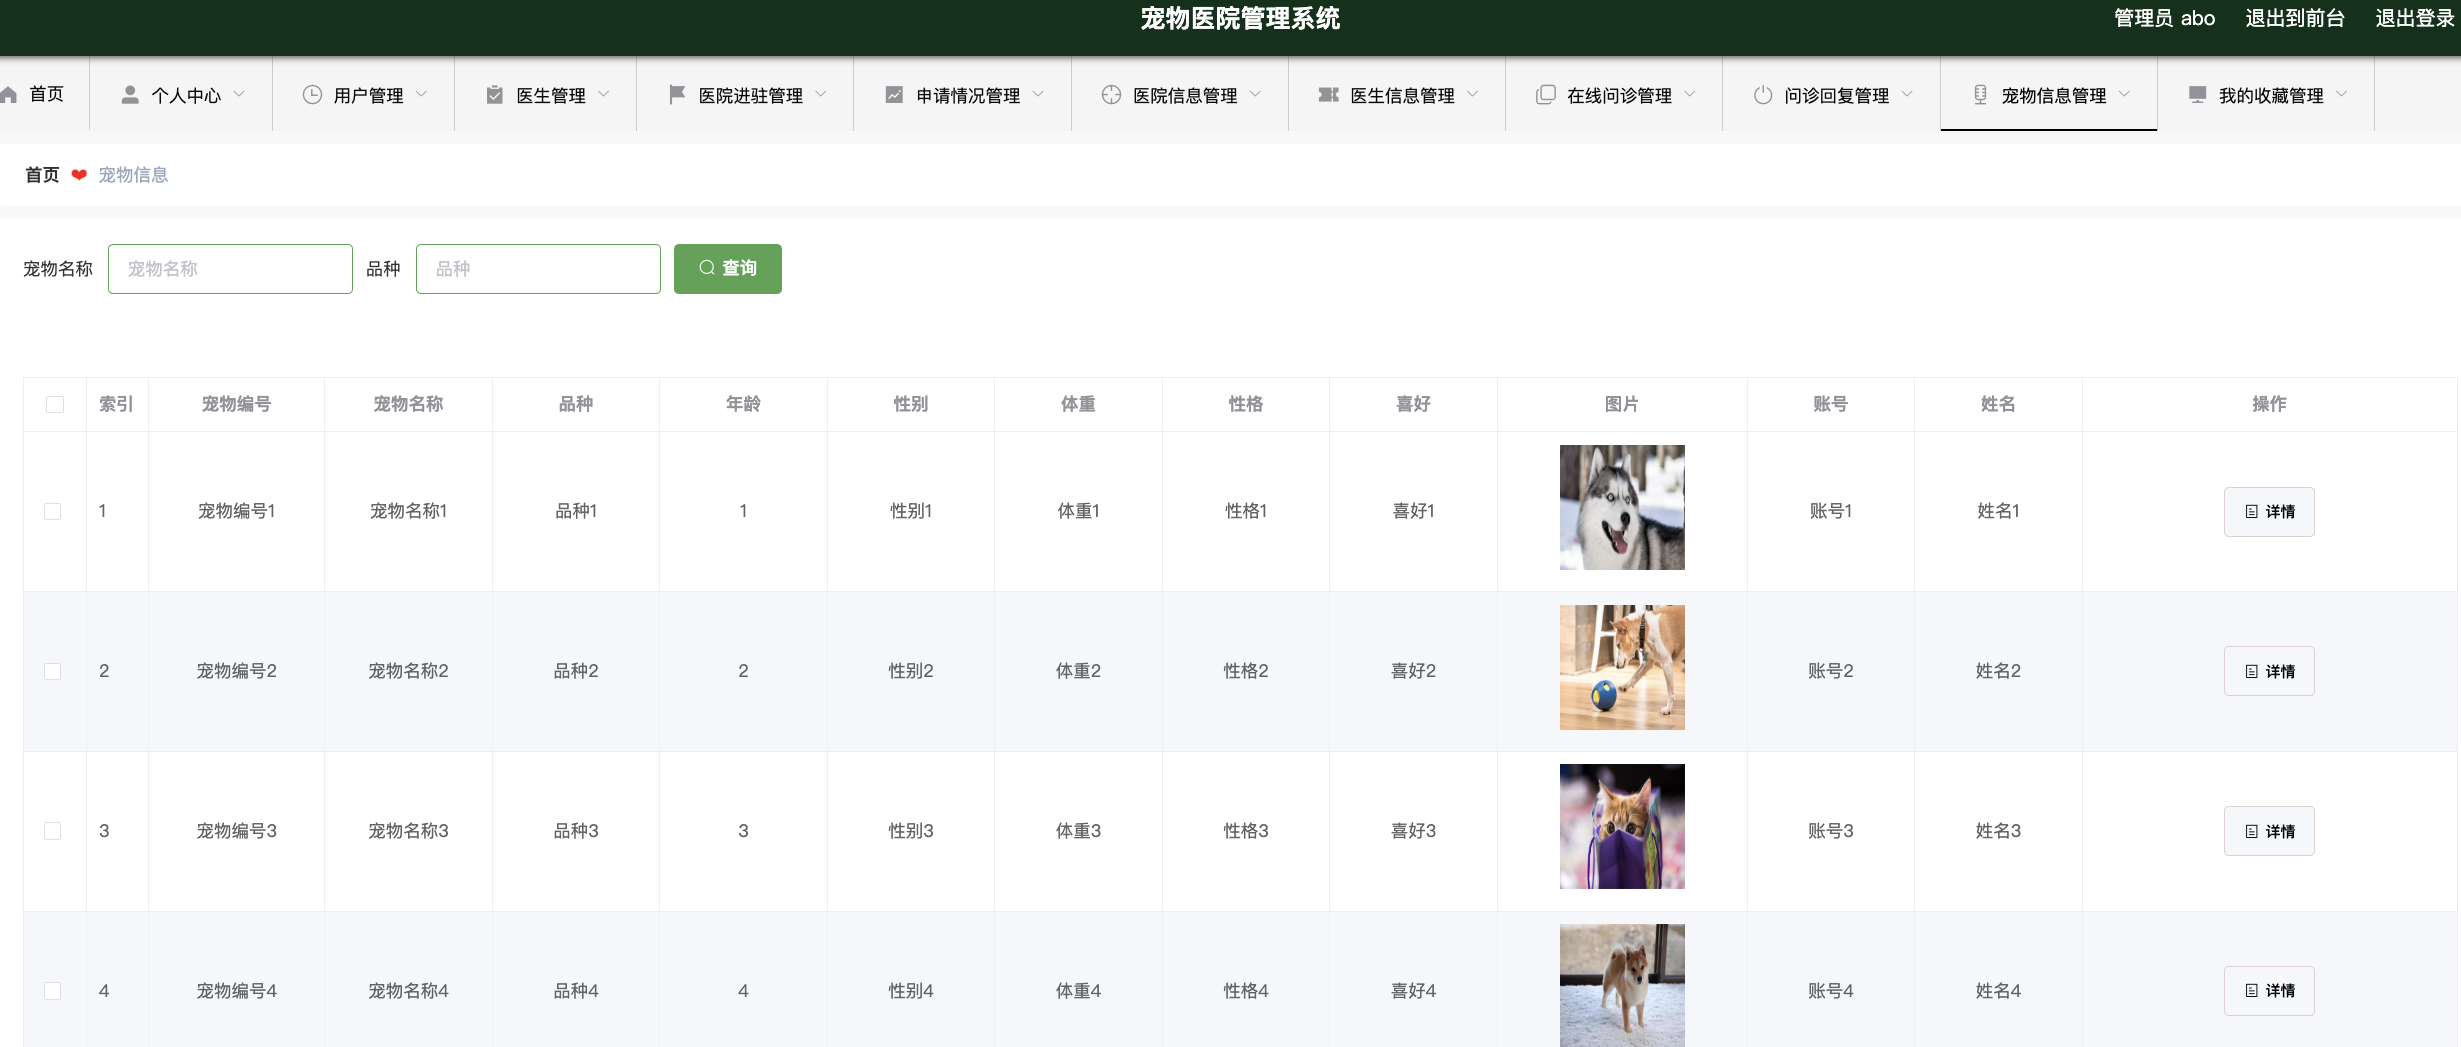 宠物医院管理系统
管理员 abo 退出到前台 退出登录
首页 个人中心 用户管理 医生管理 医院进驻管理 申请情况管理 医院信息管理 医生信息管理 在线问诊管理 问诊回复管理 宠物信息管理 我的收藏管理
首页 宠物信息
宠物名称 宠物名称 品种 品种 查询
索引 宠物编号 宠物名称 品种 年龄 性别 体重 性格 喜好 图片 账号 姓名 操作
1 宠物编号1 宠物名称1 品种1 1 性别1 体重1 性格1 喜好1 账号1 姓名1 详情
2 宠物编号2 宠物名称2 品种2 2 性别2 体重2 性格2 喜好2 账号2 姓名2 详情
3 宠物编号3 宠物名称3 品种3 3 性别3 体重3 性格3 喜好3 账号3 姓名3 详情
4 宠物编号4 宠物名称4 品种4 4 性别4 体重4 性格4 喜好4 账号4 姓名4 详情